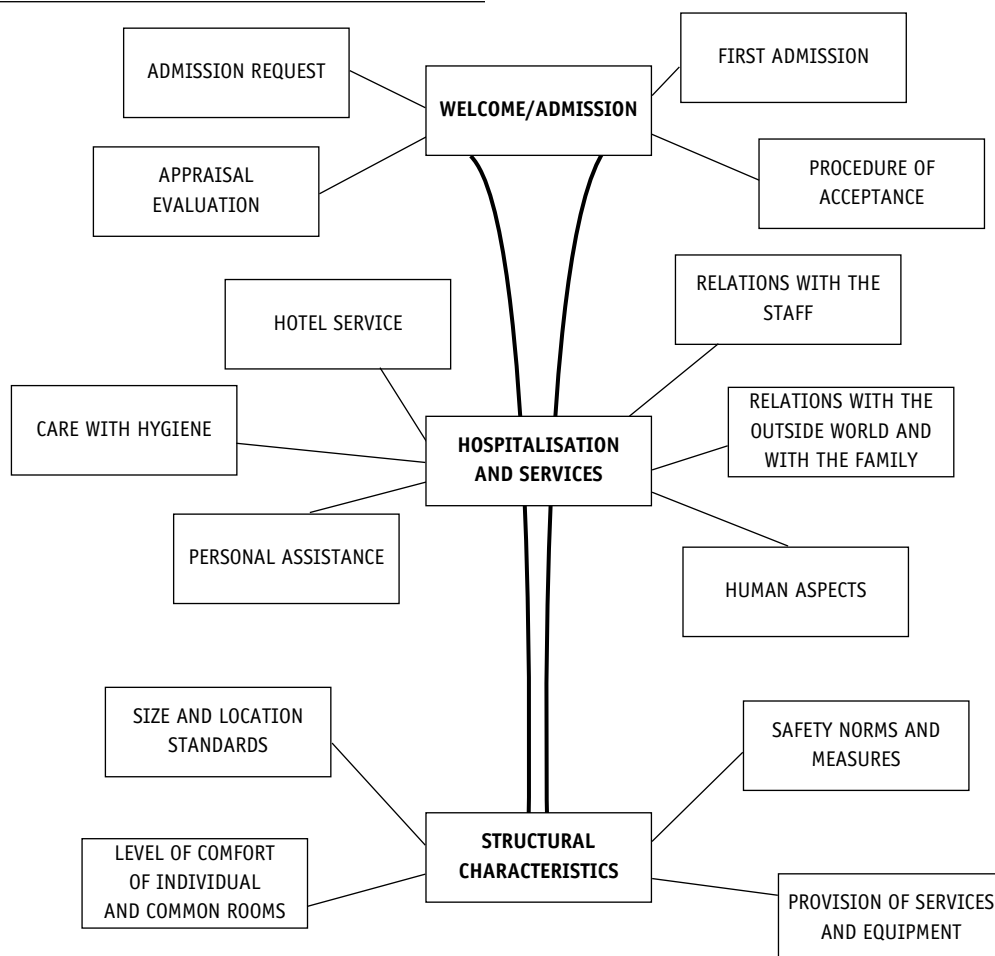 FIRST ADMISSION
ADMISSION REQUEST
WELCOME/ADMISSION
APPRAISAL
EVALUATION
PROCEDURE OF
ACCEPTANCE
RELATIONS WITH THE
STAFF
HOTEL SERVICE
CARE WITH HYGIENE
HOSPITALISATION
AND SERVICES
RELATIONS WITH THE
OUTSIDE WORLD AND
WITH THE FAMILY
PERSONAL ASSISTANCE
HUMAN ASPECTS
SIZE AND LOCATION
STANDARDS
SAFETY NORMS AND
MEASURES
STRUCTURAL
CHARACTERISTICS
LEVEL OF COMFORT
OF INDIVIDUAL
AND COMMON ROOMS
PROVISION OF SERVICES
AND EQUIPMENT